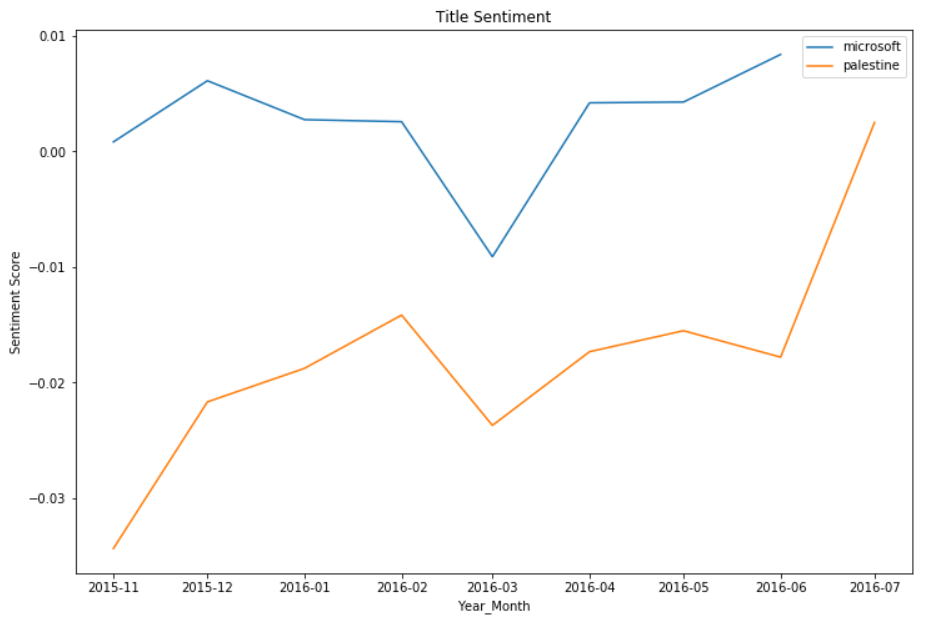 Title Sentiment
microsoft
palestine
0.01
0.00
−0.01
−0.02
−0.03
Sentiment Score
2015-11 2015-12 2016-01 2016-02 2016-03 2016-04 2016-05 2016-06 2016-07
Year_Month